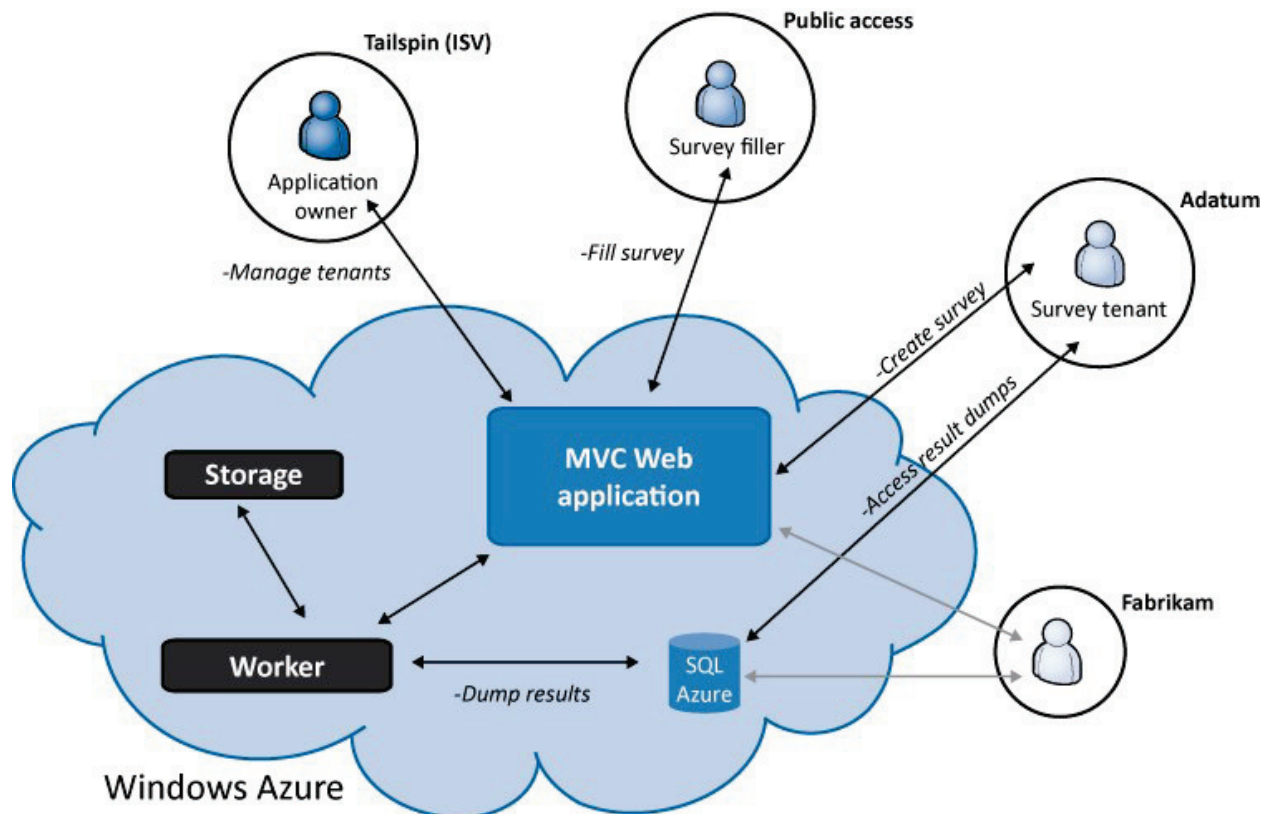 Public access
Tailspin (ISV)
Survey filler
Application
owner
Adatum
-Fill survey
-Manage tenants
Survey tenant
-Create survey
-Access result dumps
MVC Web
application
Storage
Fabrikam
Worker
SQL
Azure
-Dump results
Windows Azure